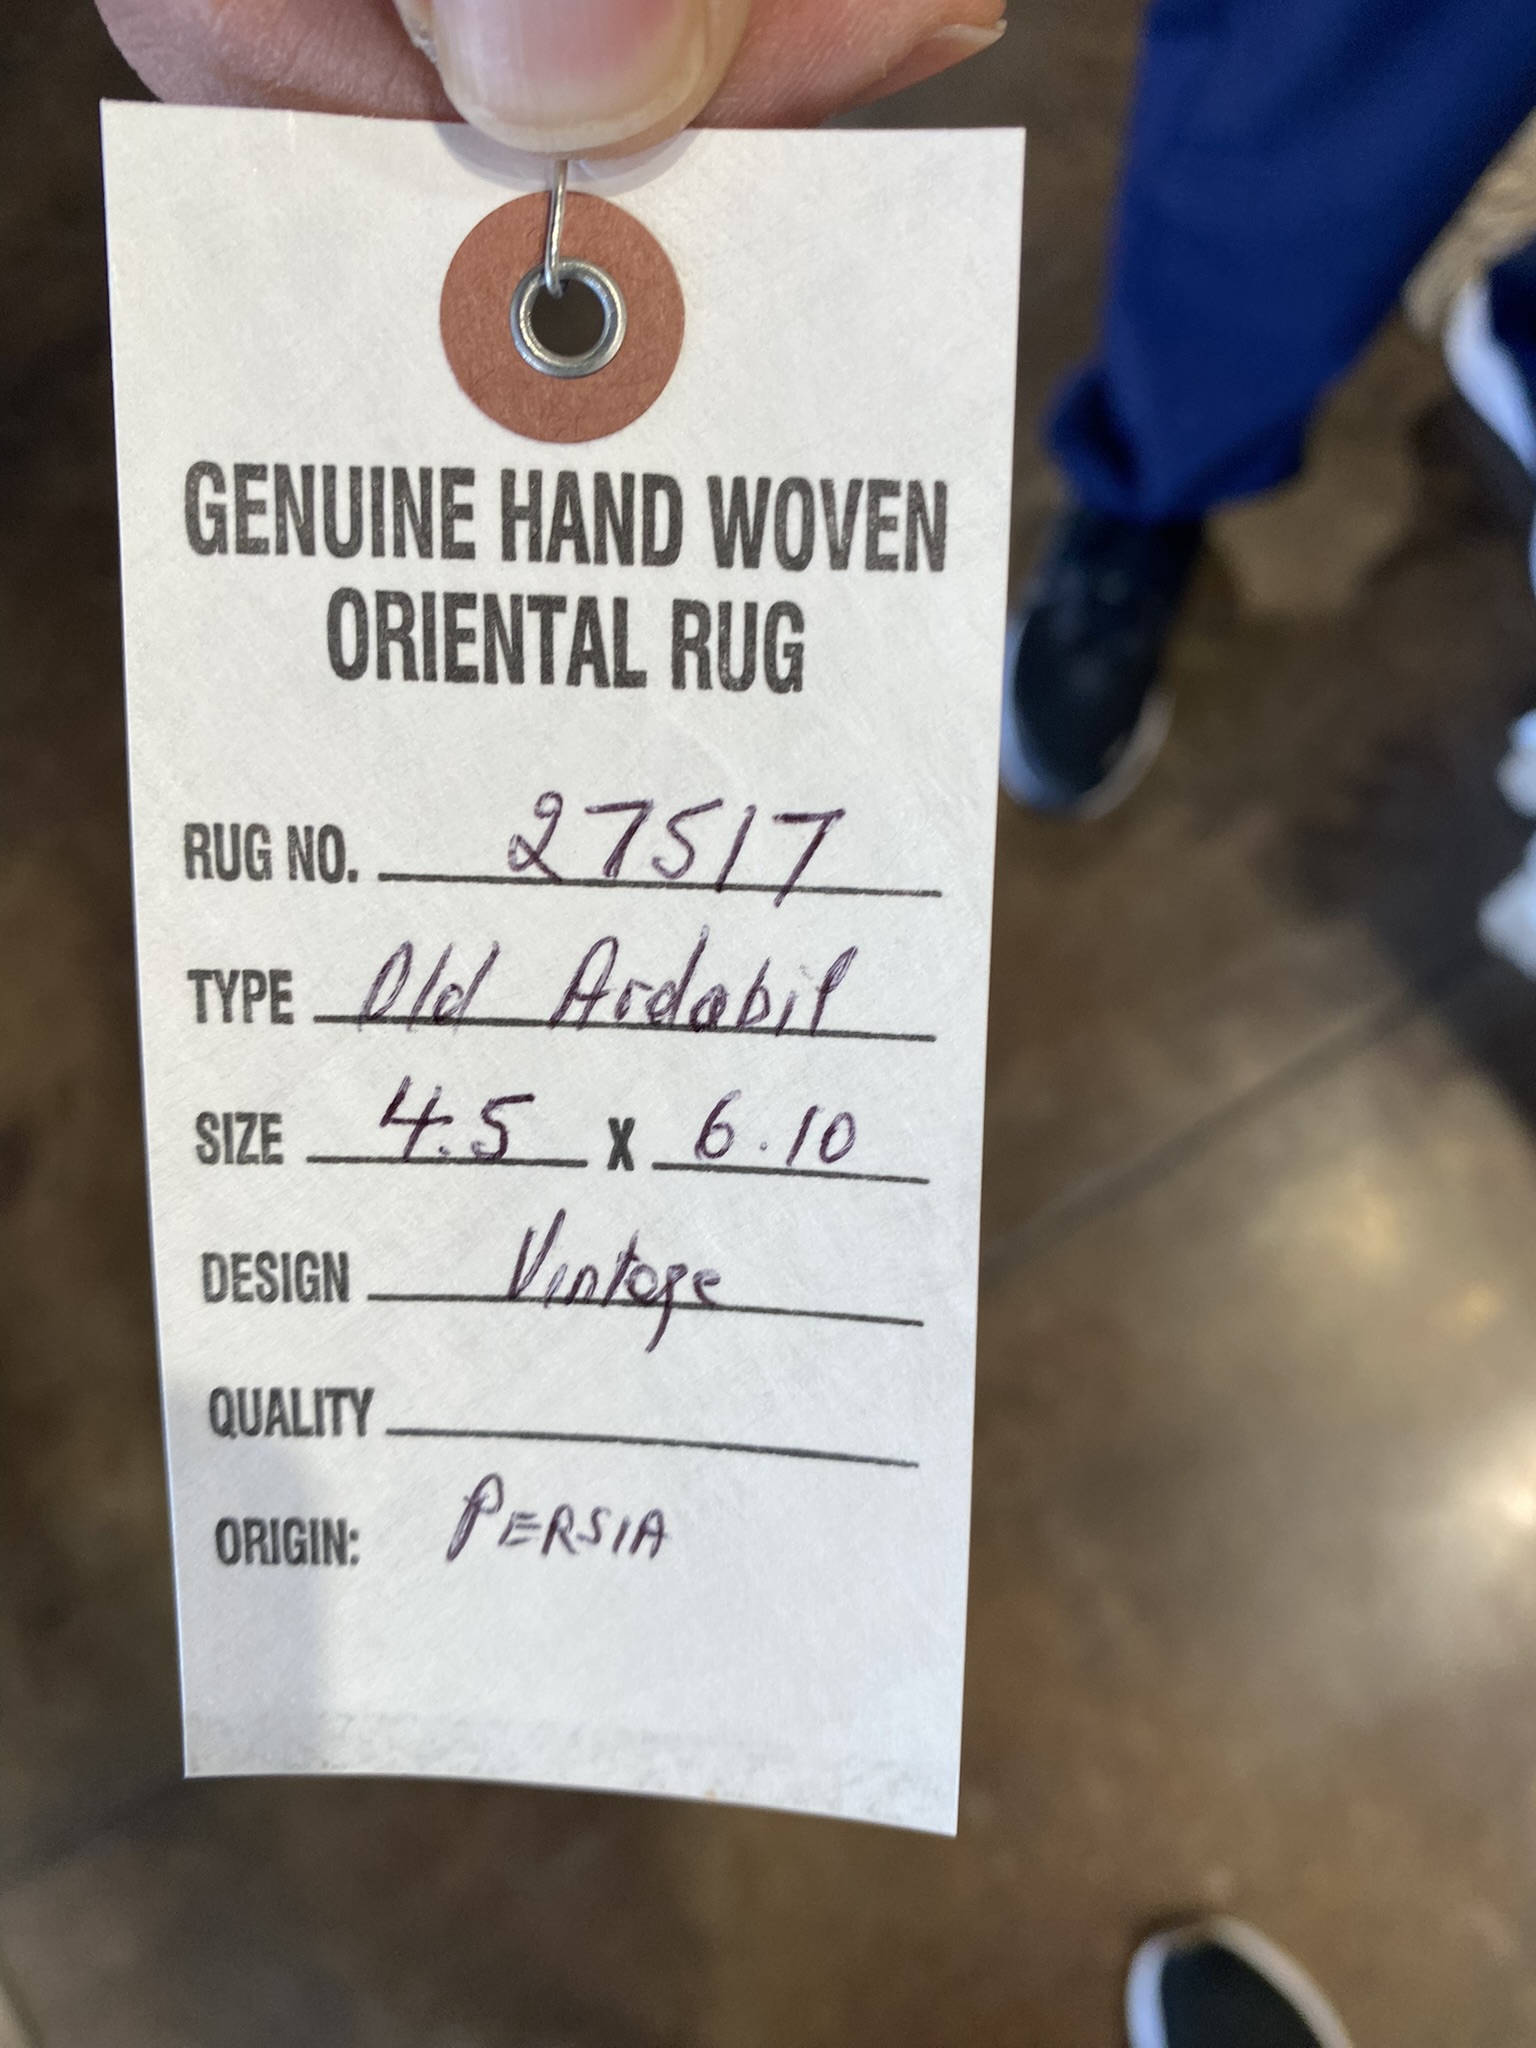 GENUINE HAND WOVEN
ORIENTAL RUG
RUG NO. 27517
TYPE Old Ardabil
SIZE 4.5 X 6.10
DESIGN Vintage
QUALITY
ORIGIN: PERSIA